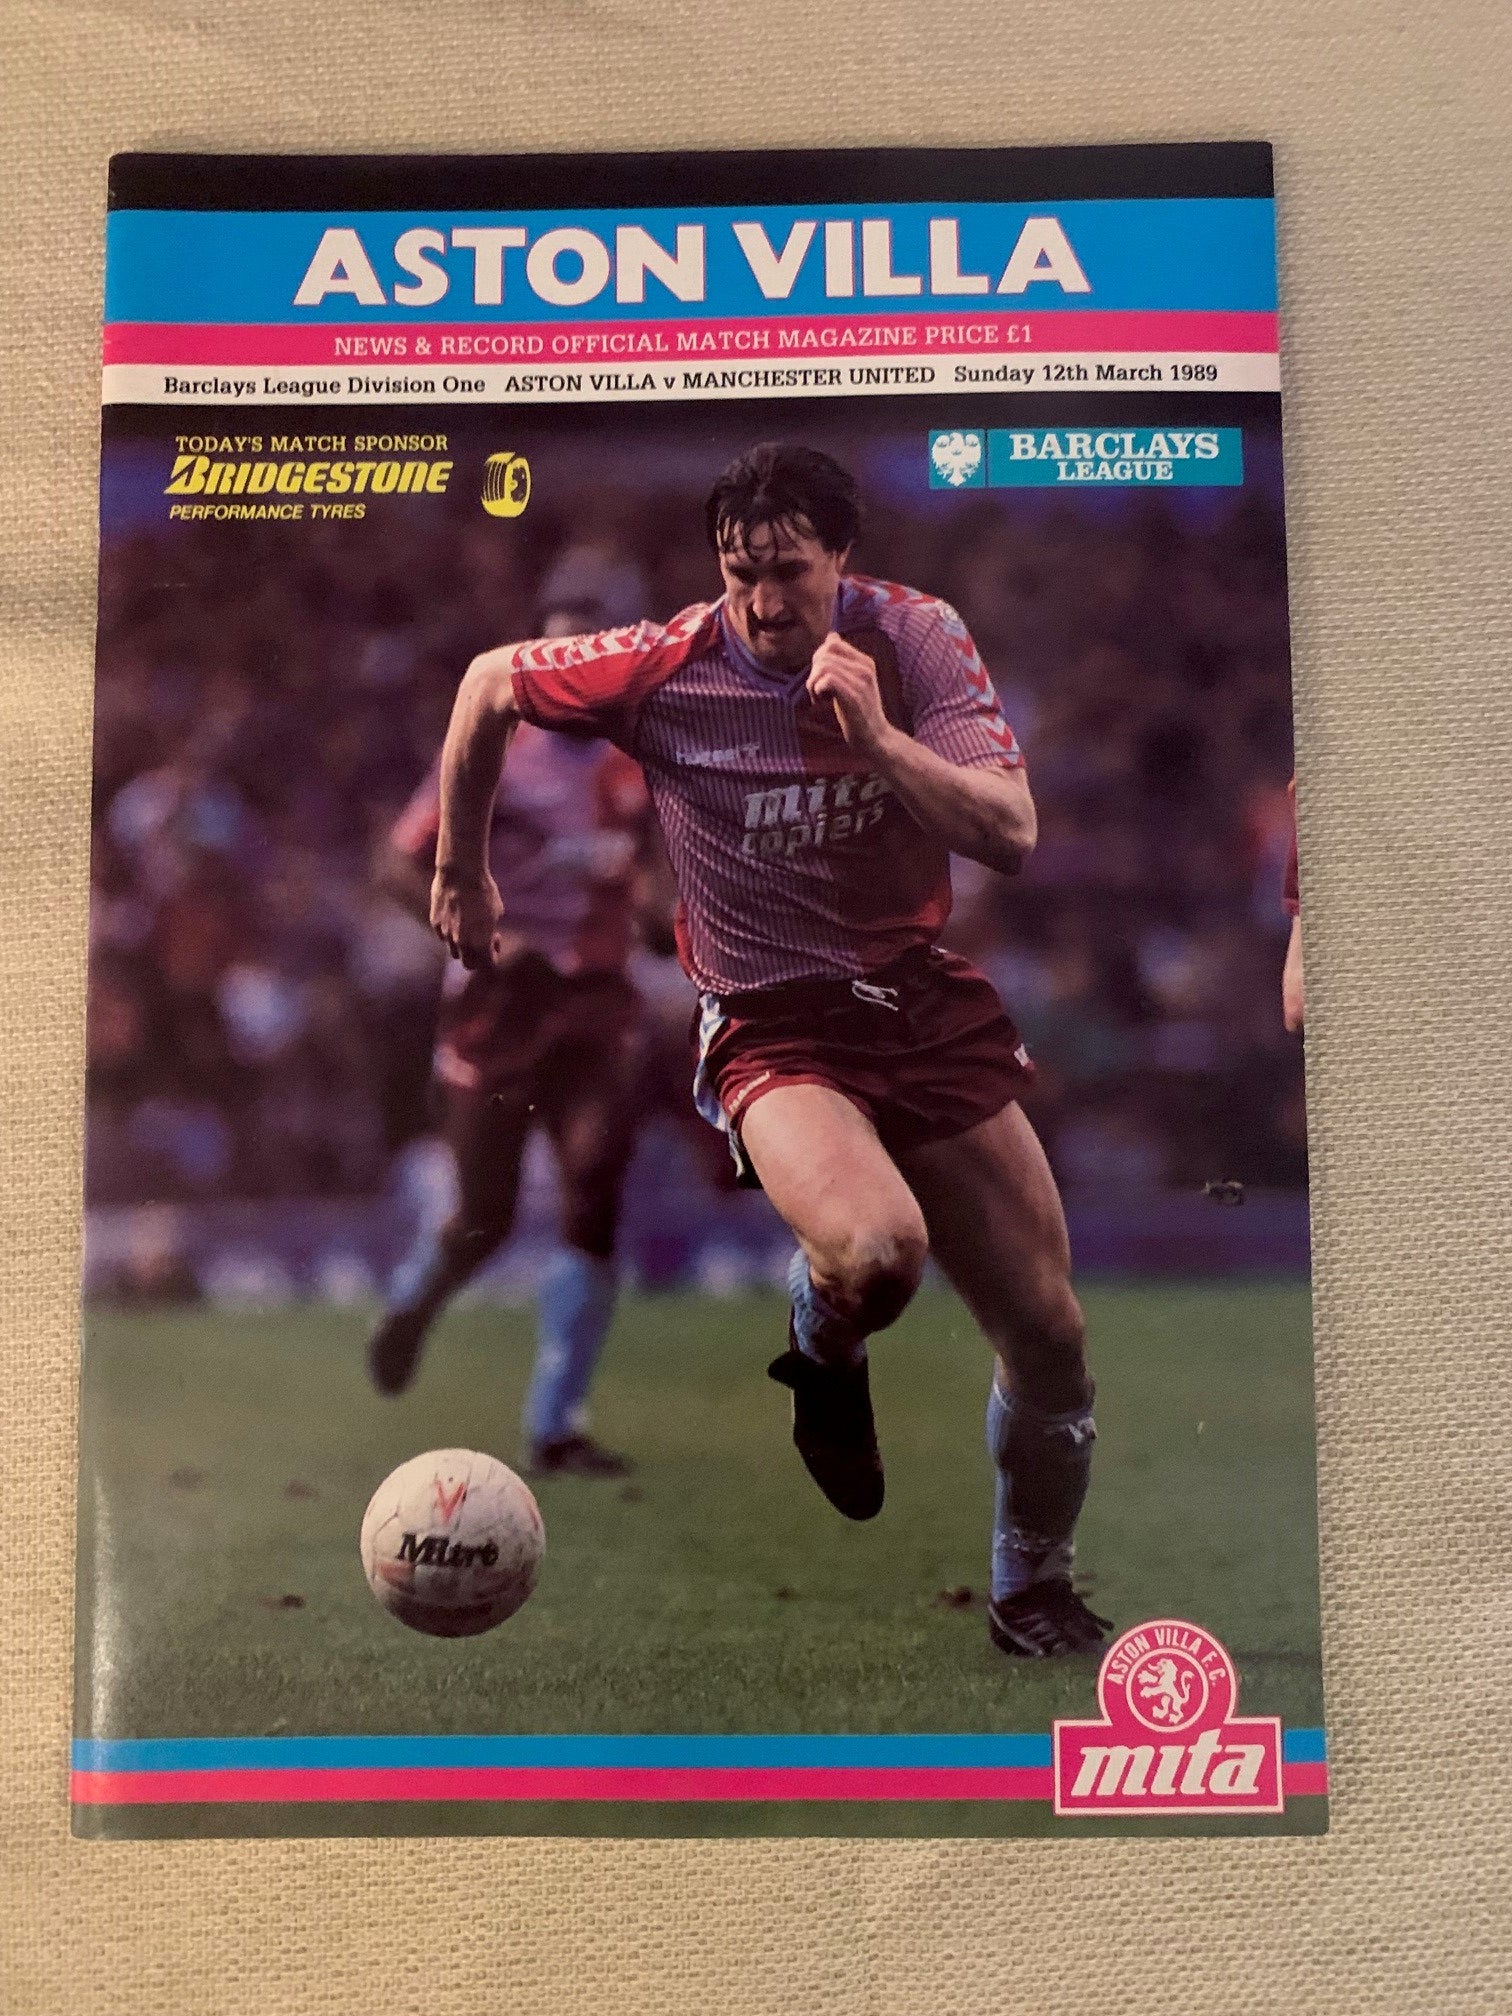 ASTON VILLA
NEWS & RECORD OFFICIAL MATCH MAGAZINE PRICE £1
Barclays League Division One ASTON VILLA v MANCHESTER UNITED Sunday 12th March 1989
TODAY'S MATCH SPONSOR
BRIDGESTONE
PERFORMANCE TYRES
BARCLAYS
LEAGUE
hummel
mita
copiers
Mitre
ASTON VILLA F.C.
mita